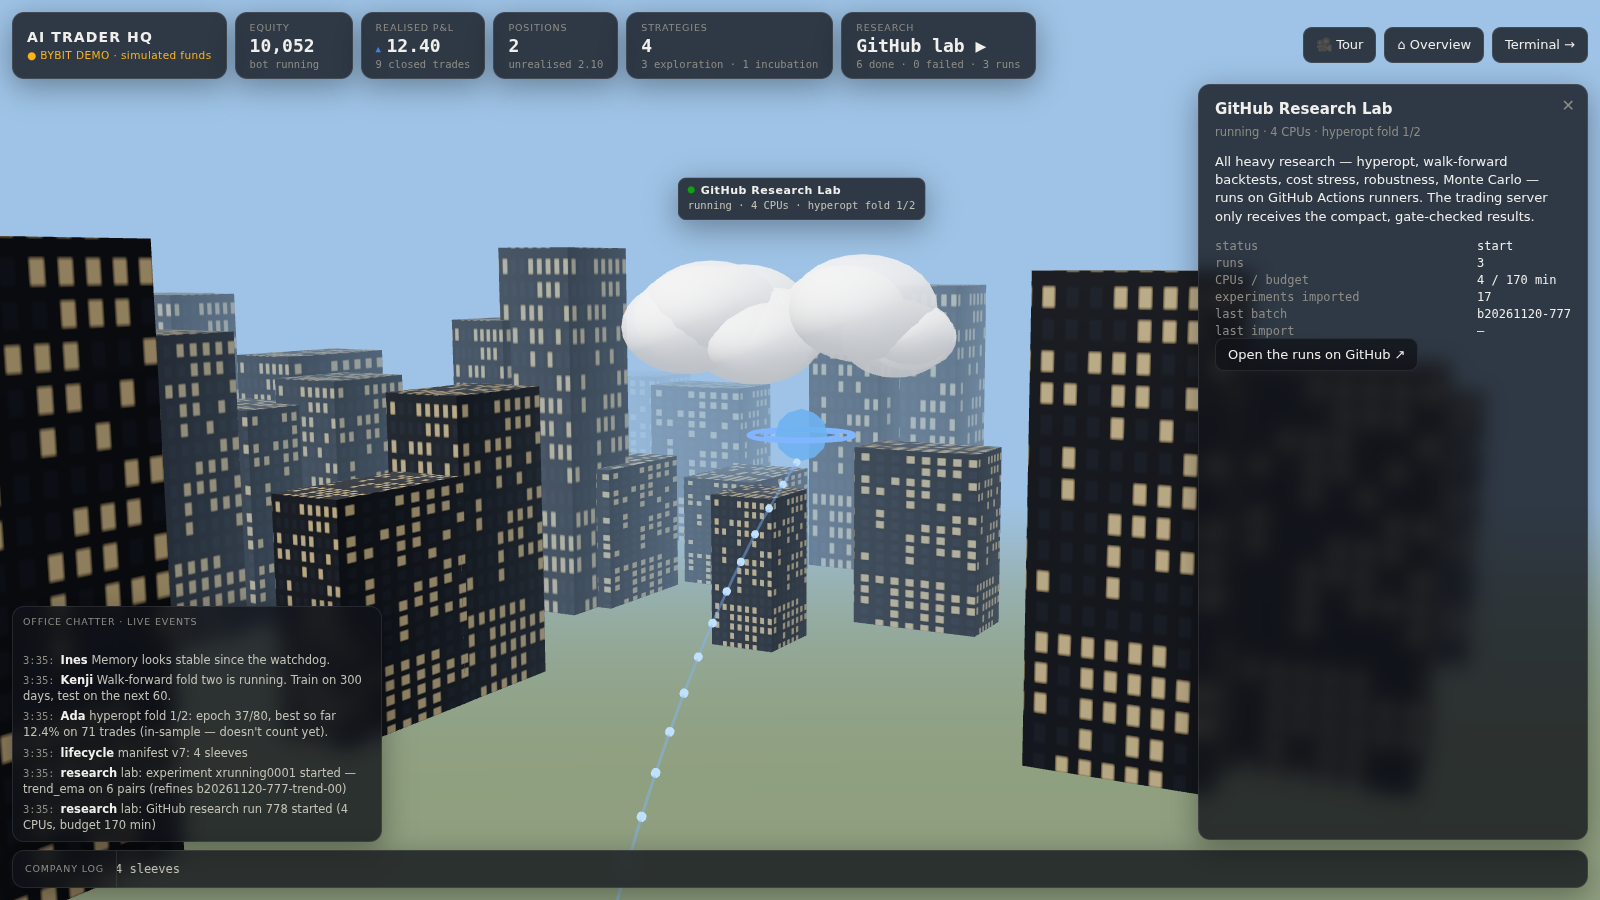 AI TRADER HQ
● BYBIT DEMO · simulated funds
EQUITY
10,052
bot running
REALISED P&L
▲ 12.40
9 closed trades
POSITIONS
2
unrealised 2.10
STRATEGIES
4
3 exploration · 1 incubation
RESEARCH
GitHub lab ▶
6 done · 0 failed · 3 runs
🎥 Tour
⌂ Overview
Terminal →
GitHub Research Lab
✕
running · 4 CPUs · hyperopt fold 1/2
All heavy research — hyperopt, walk-forward
backtests, cost stress, robustness, Monte Carlo —
runs on GitHub Actions runners. The trading server
only receives the compact, gate-checked results.
status start
runs 3
CPUs / budget 4 / 170 min
experiments imported 17
last batch b20261120-777
last import —
Open the runs on GitHub ↗
● GitHub Research Lab
running · 4 CPUs · hyperopt fold 1/2
OFFICE CHATTER · LIVE EVENTS
3:35: Ines Memory looks stable since the watchdog.
3:35: Kenji Walk-forward fold two is running. Train on 300
days, test on the next 60.
3:35: Ada hyperopt fold 1/2: epoch 37/80, best so far
12.4% on 71 trades (in-sample — doesn't count yet).
3:35: lifecycle manifest v7: 4 sleeves
3:35: research lab: experiment xrunning0001 started —
trend_ema on 6 pairs (refines b20261120-777-trend-00)
3:35: research lab: GitHub research run 778 started (4
CPUs, budget 170 min)
COMPANY LOG
4 sleeves